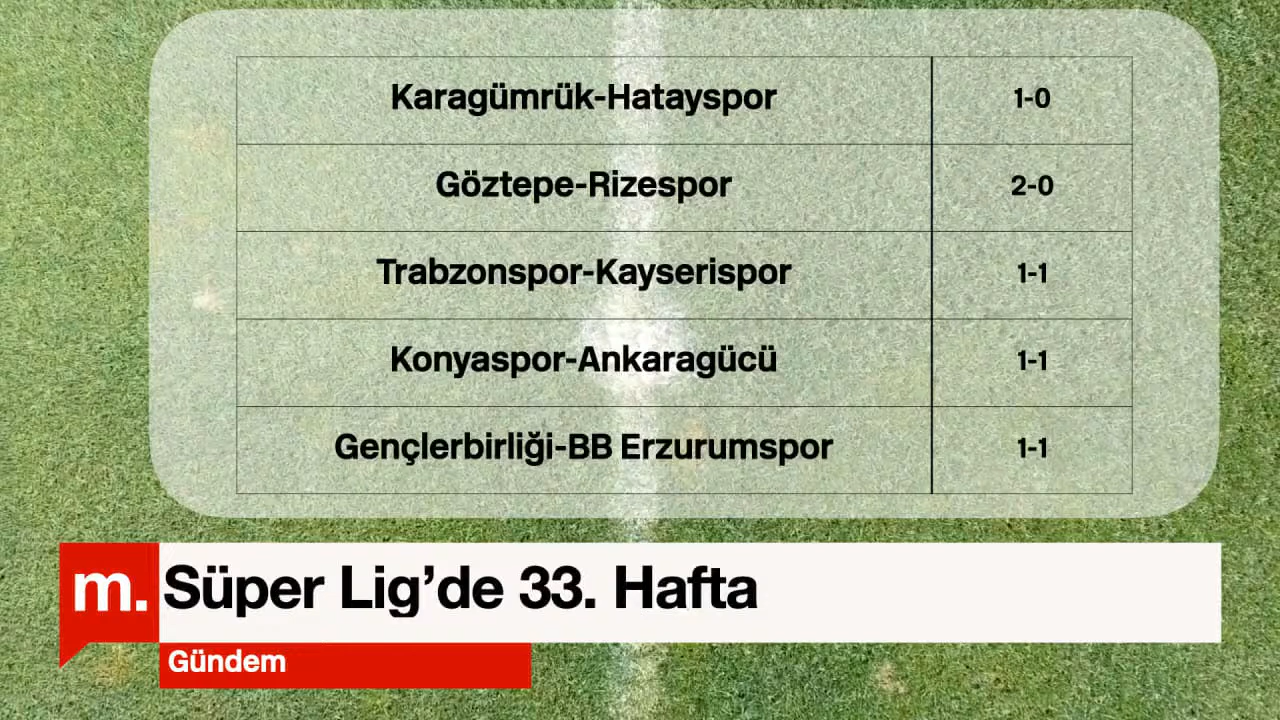 Karagümrük-Hatayspor 1-0
Göztepe-Rizespor 2-0
Trabzonspor-Kayserispor 1-1
Konyaspor-Ankaragücü 1-1
Gençlerbirliği-BB Erzurumspor 1-1
m. Süper Lig’de 33. Hafta
Gündem